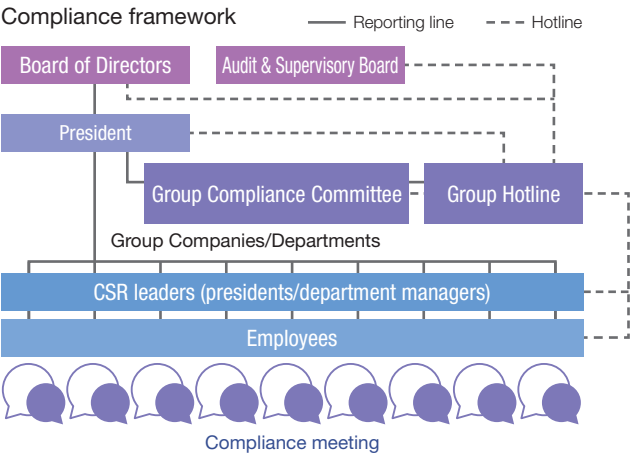 Compliance framework
Reporting line
Hotline
Board of Directors
Audit & Supervisory Board
President
Group Compliance Committee
Group Hotline
Group Companies/Departments
CSR leaders (presidents/department managers)
Employees
Compliance meeting